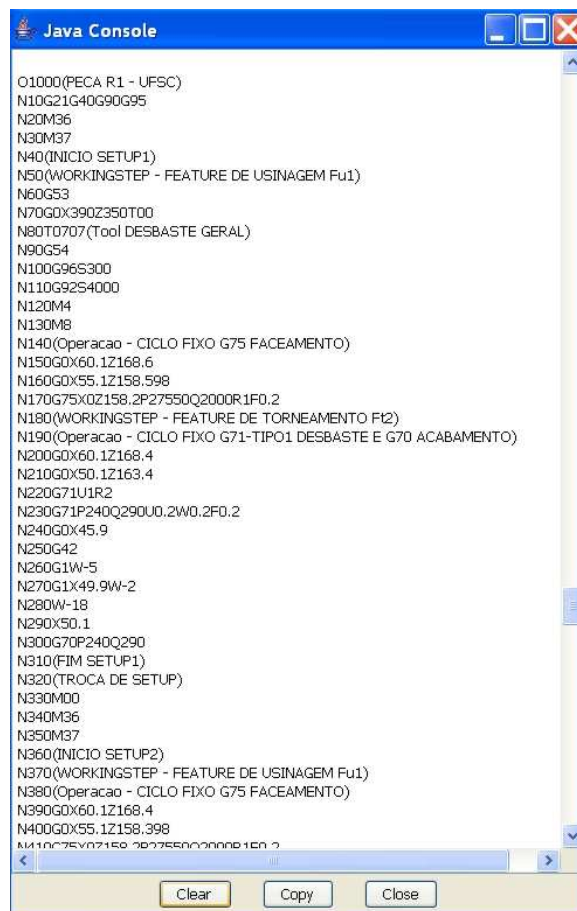 Java Console
O1000(PECA R1 - UFSC)
N10G21G40G90G95
N20M36
N30M37
N40(INICIO SETUP1)
N50(WORKINGSTEP - FEATURE DE USINAGEM Fu1)
N60G53
N70G0X390Z350T00
N80T0707(Tool DESBASTE GERAL)
N90G54
N100G96S300
N110G92S4000
N120M4
N130M8
N140(Operacao - CICLO FIXO G75 FACEAMENTO)
N150G0X60.1Z168.6
N160G0X55.1Z158.598
N170G75X0Z158.2P27550Q2000R1F0.2
N180(WORKINGSTEP - FEATURE DE TORNEAMENTO Ft2)
N190(Operacao - CICLO FIXO G71-TIPO1 DESBASTE E G70 ACABAMENTO)
N200G0X60.1Z168.4
N210G0X50.1Z163.4
N220G71U1R2
N230G71P240Q290U0.2W0.2F0.2
N240G0X45.9
N250G42
N260G1W-5
N270G1X49.9W-2
N280W-18
N290X50.1
N300G70P240Q290
N310(FIM SETUP1)
N320(TROCA DE SETUP)
N330M00
N340M36
N350M37
N360(INICIO SETUP2)
N370(WORKINGSTEP - FEATURE DE USINAGEM Fu1)
N380(Operacao - CICLO FIXO G75 FACEAMENTO)
N390G0X60.1Z168.4
N400G0X55.1Z158.398
N410G75X0Z158.2P27550Q2000R1F0.2
Clear Copy Close